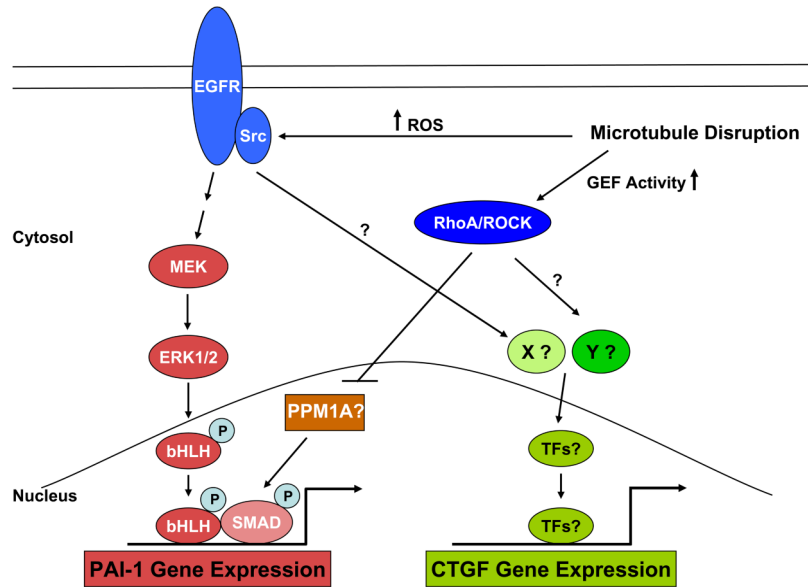 EGFR
Src
ROS
Microtubule Disruption
GEF Activity
RhoA/ROCK
Cytosol
?
MEK
?
ERK1/2
X ?
Y ?
PPM1A?
P
bHLH
TFs?
Nucleus
P
P
bHLH
SMAD
TFs?
PAI-1 Gene Expression
CTGF Gene Expression